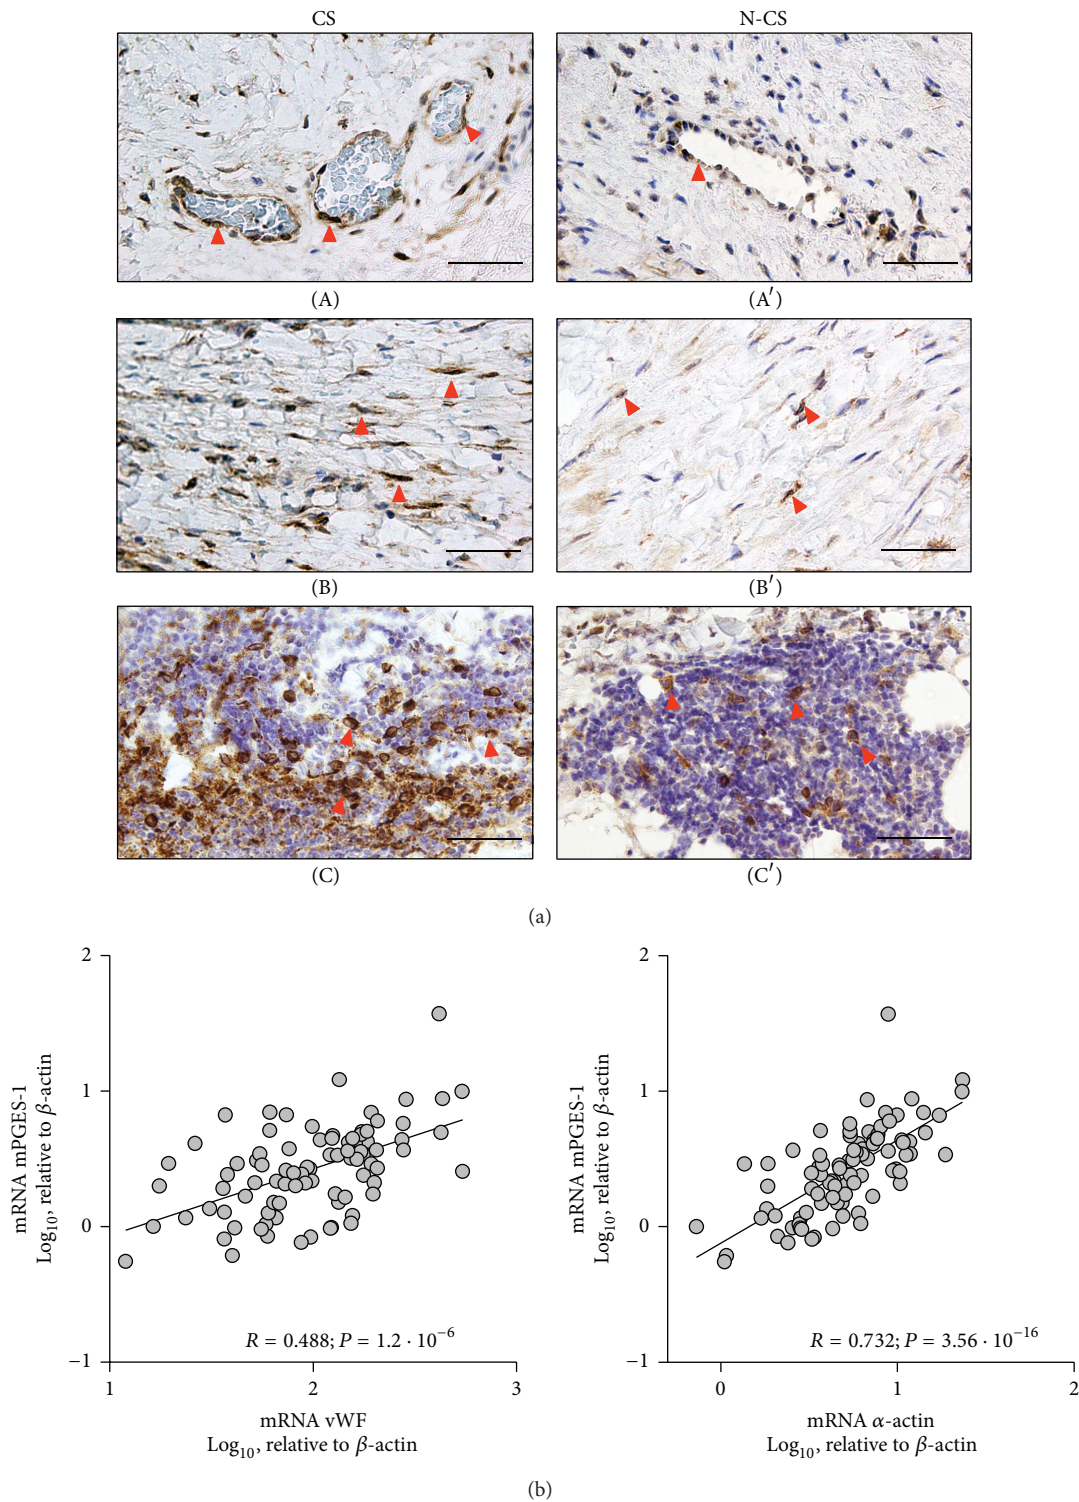 CS
N-CS
(A)
(A′)
(B)
(B′)
(C)
(C′)
(a)
2
1
0
−1
mRNA mPGES-1
Log₁₀, relative to β-actin
R = 0.488; P = 1.2 · 10⁻⁶
1
2
3
mRNA vWF
Log₁₀, relative to β-actin
2
1
0
−1
mRNA mPGES-1
Log₁₀, relative to β-actin
R = 0.732; P = 3.56 · 10⁻¹⁶
0
1
2
mRNA α-actin
Log₁₀, relative to β-actin
(b)